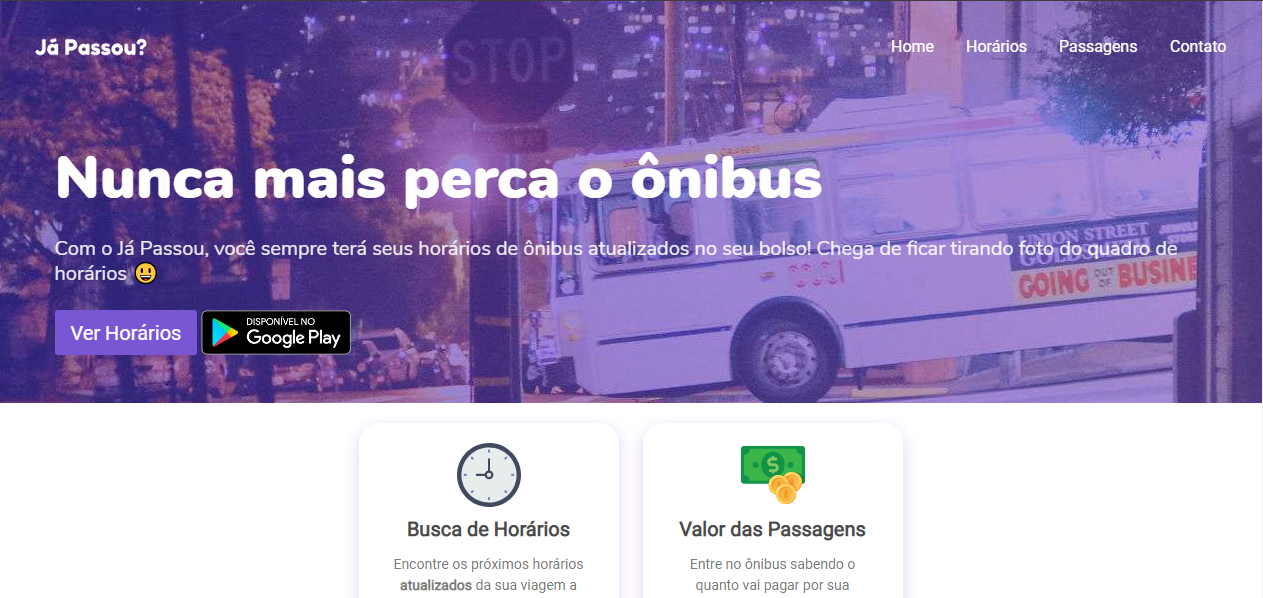 Já Passou?
Home Horários Passagens Contato
STOP
Nunca mais perca o ônibus
Com o Já Passou, você sempre terá seus horários de ônibus atualizados no seu bolso! Chega de ficar tirando foto do quadro de
horários 😃
UNION STREET
GOING OUT OF BUSINE
Ver Horários
DISPONÍVEL NO
Google Play
Busca de Horários
Encontre os próximos horários
atualizados da sua viagem a
Valor das Passagens
Entre no ônibus sabendo o
quanto vai pagar por sua